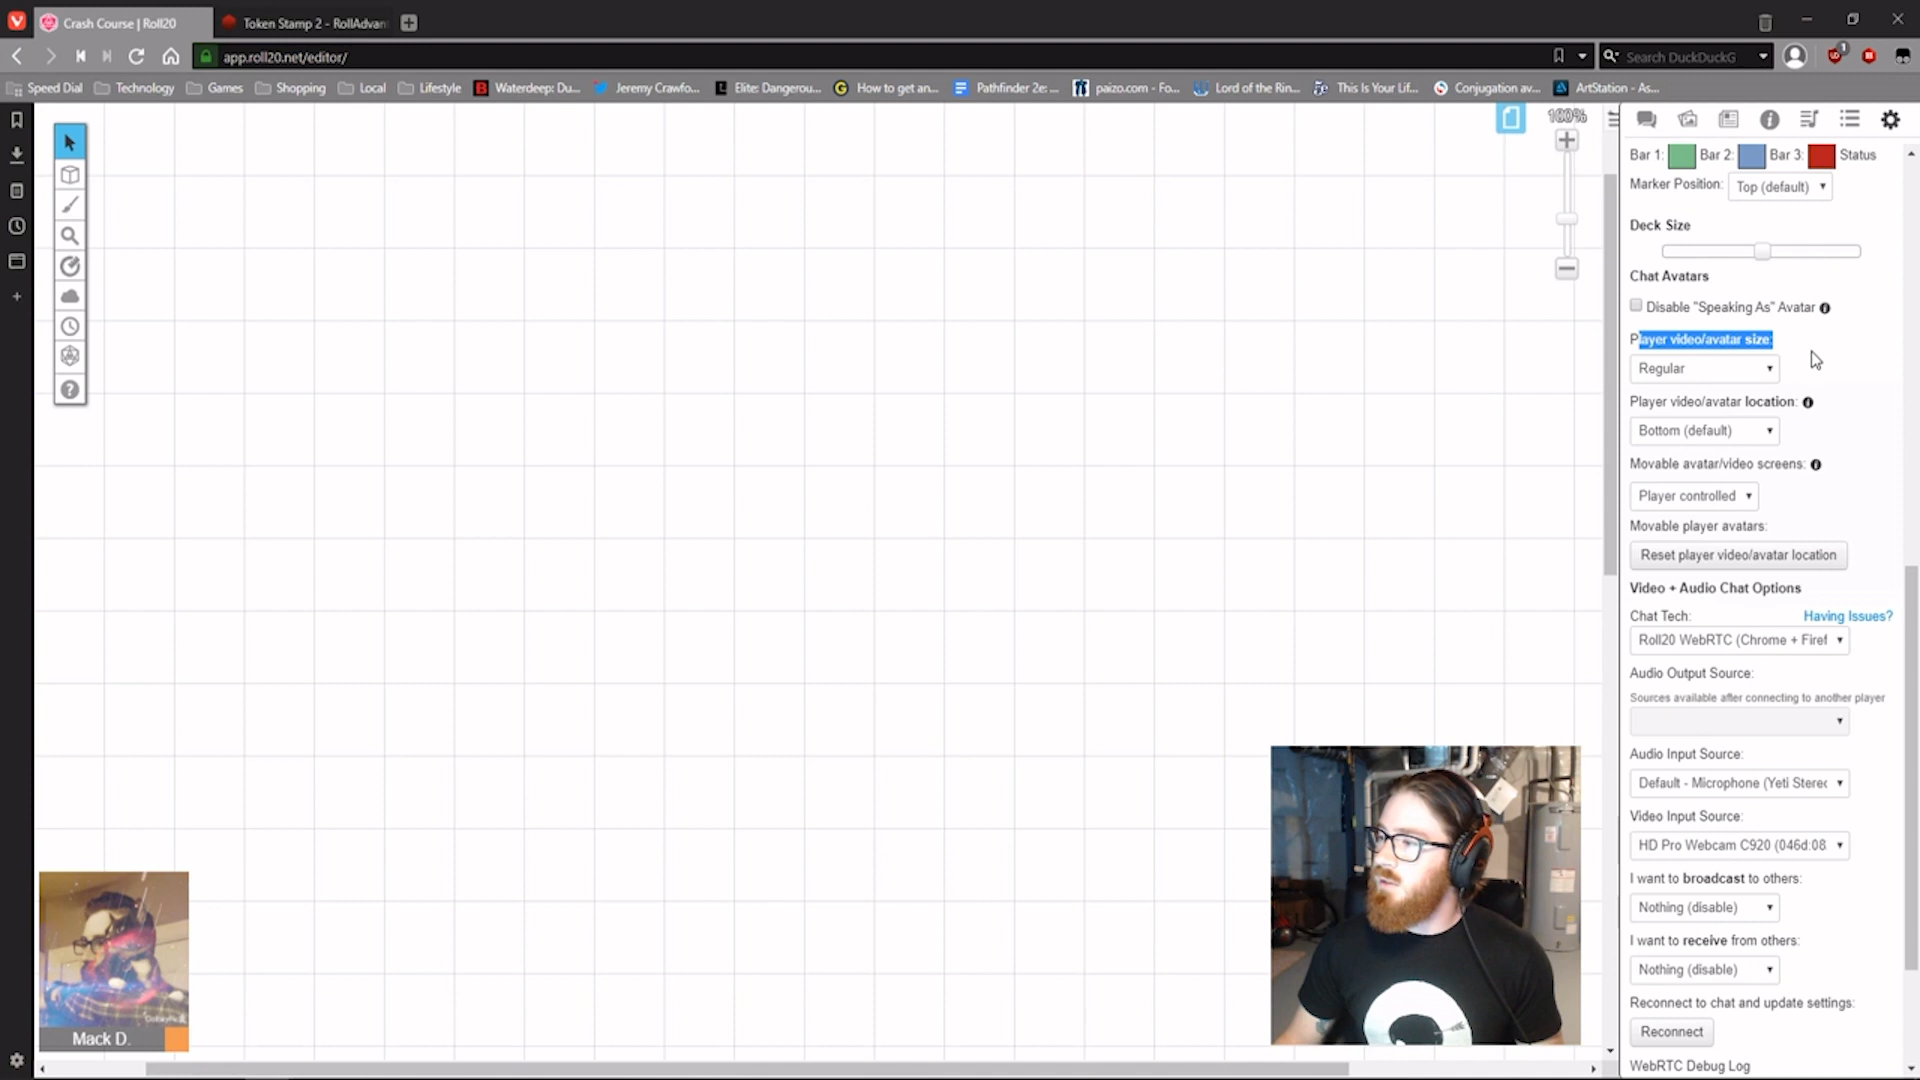 Crash Course | Roll20
Token Stamp 2 - RollAdvan
app.roll20.net/editor/
Search DuckDuckG
1
Speed Dial
Technology
Games
Shopping
Local
Lifestyle
Waterdeep: Du...
Jeremy Crawfo...
Elite: Dangerou...
How to get an...
Pathfinder 2e: ...
paizo.com - Fo...
Lord of the Rin...
This Is Your Lif...
Conjugation av...
ArtStation - As...
100%
Bar 1: Bar 2: Bar 3: Status
Marker Position: Top (default)
Deck Size
Chat Avatars
Disable "Speaking As" Avatar
Player video/avatar size:
Regular
Player video/avatar location:
Bottom (default)
Movable avatar/video screens:
Player controlled
Movable player avatars:
Reset player video/avatar location
Video + Audio Chat Options
Chat Tech: Having Issues?
Roll20 WebRTC (Chrome + Firef
Audio Output Source:
Sources available after connecting to another player
Audio Input Source:
Default - Microphone (Yeti Sterec
Video Input Source:
HD Pro Webcam C920 (046d:08
I want to broadcast to others:
Nothing (disable)
I want to receive from others:
Nothing (disable)
Reconnect to chat and update settings:
Reconnect
WebRTC Debug Log
Mack D.